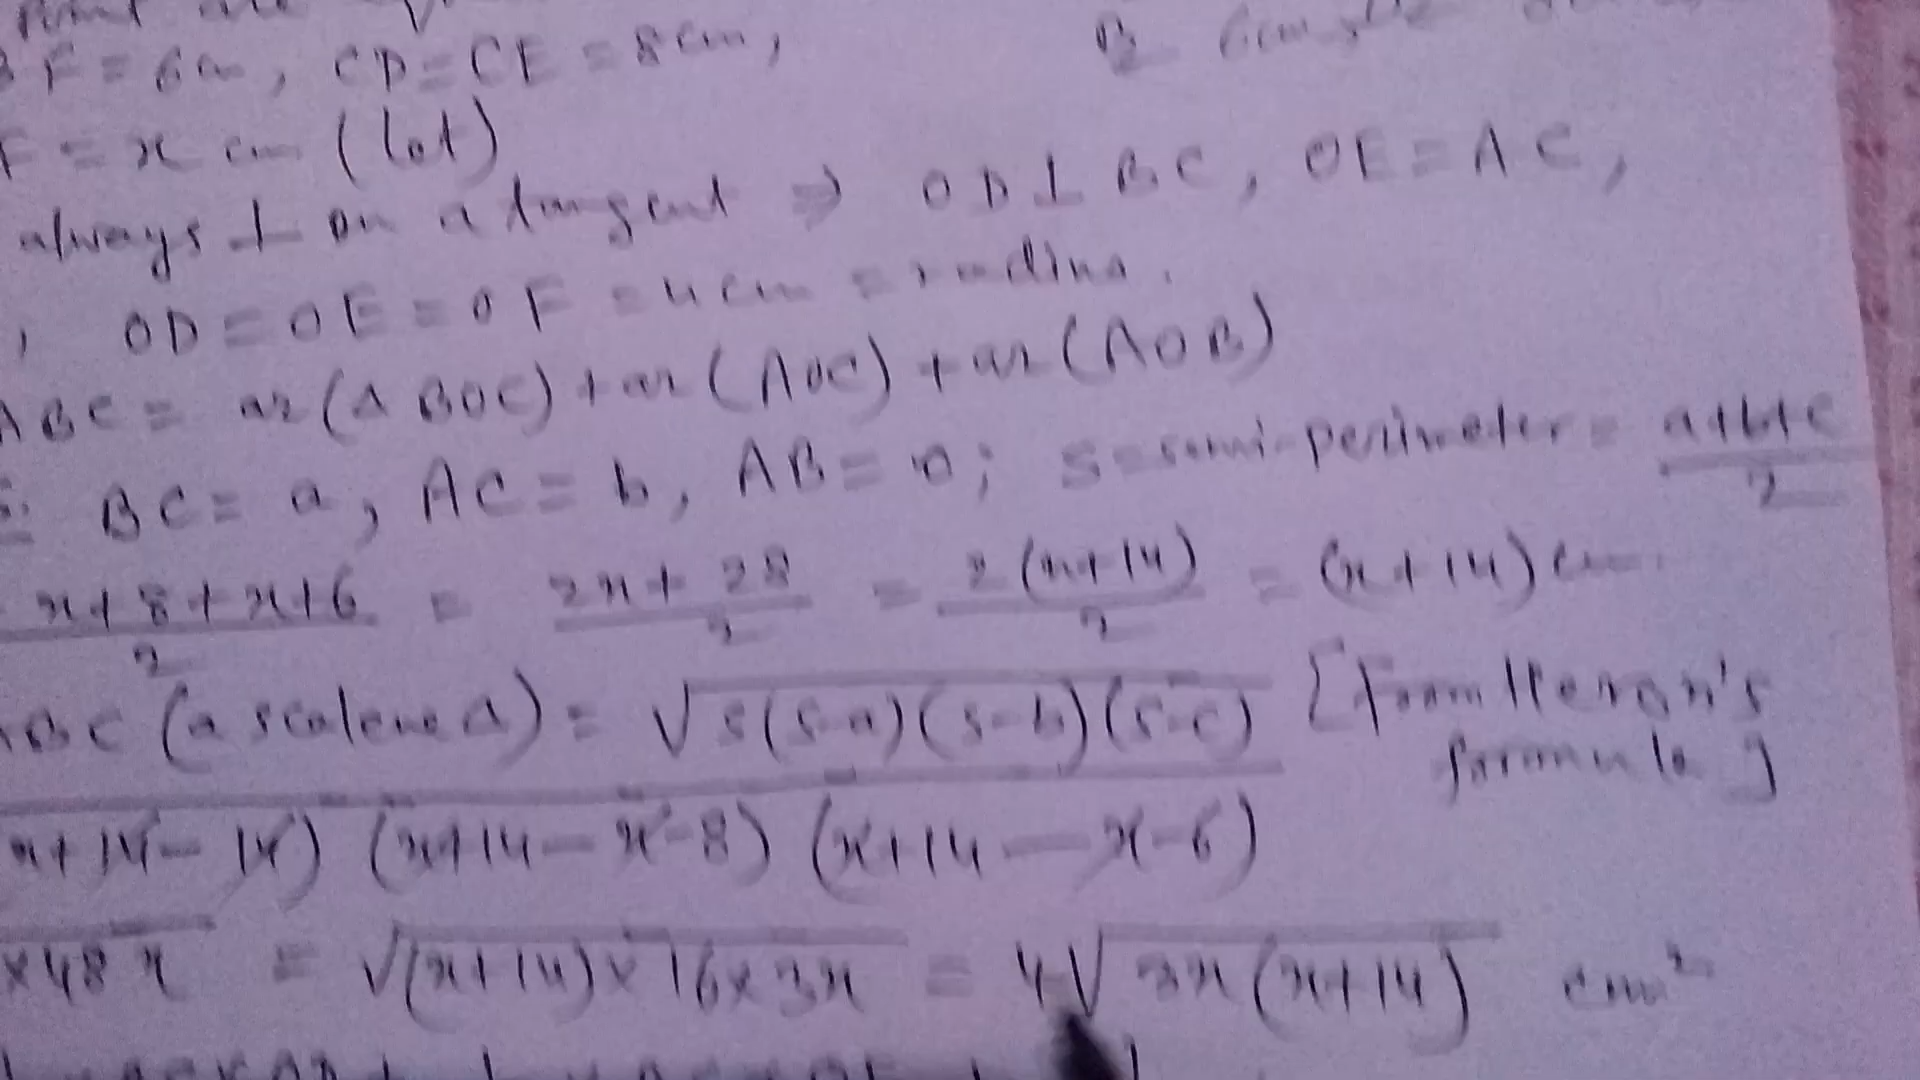 BF = 6cm, CD = CE = 8cm,
F = x cm (let)
always ⊥ on a tangent ⇒ OD ⊥ BC, OE = AC,
, OD = OE = OF = 4cm = radius.
ABC = ar(Δ BOC) + ar(AOC) + ar(AOB)
BC = a, AC = b, AB = c; s = semi-perimeter = a+b+c / 2
x+8+x+6 / 2 = 2x+28 / 2 = 2(x+14) / 2 = (x+14) cm.
ABC (a scalene Δ) = √s(s-a)(s-b)(s-c) [From Heron's
formula]
x+14-14) (x+14-x-8) (x+14-x-6)
×48x = √(x+14)×16×3x = 4√3x(x+14) cm²